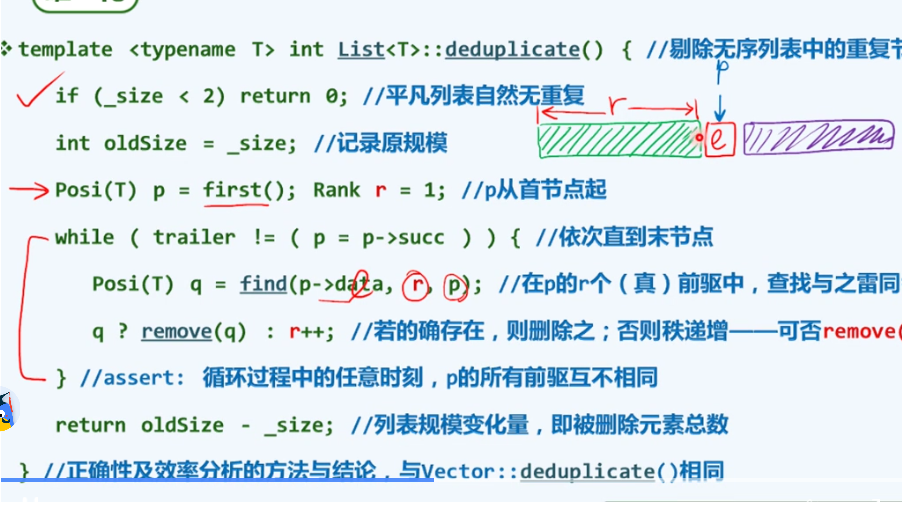 template <typename T> int List<T>::deduplicate() { //剔除无序列表中的重复节
p
if (_size < 2) return 0; //平凡列表自然无重复
r
e
int oldSize = _size; //记录原规模
Posi(T) p = first(); Rank r = 1; //p从首节点起
while ( trailer != ( p = p->succ ) ) { //依次直到末节点
Posi(T) q = find(p->data, r, p); //在p的r个（真）前驱中，查找与之雷同
e
q ? remove(q) : r++; //若的确存在，则删除之；否则秩递增——可否remove(
} //assert: 循环过程中的任意时刻，p的所有前驱互不相同
return oldSize - _size; //列表规模变化量，即被删除元素总数
} //正确性及效率分析的方法与结论，与Vector::deduplicate()相同